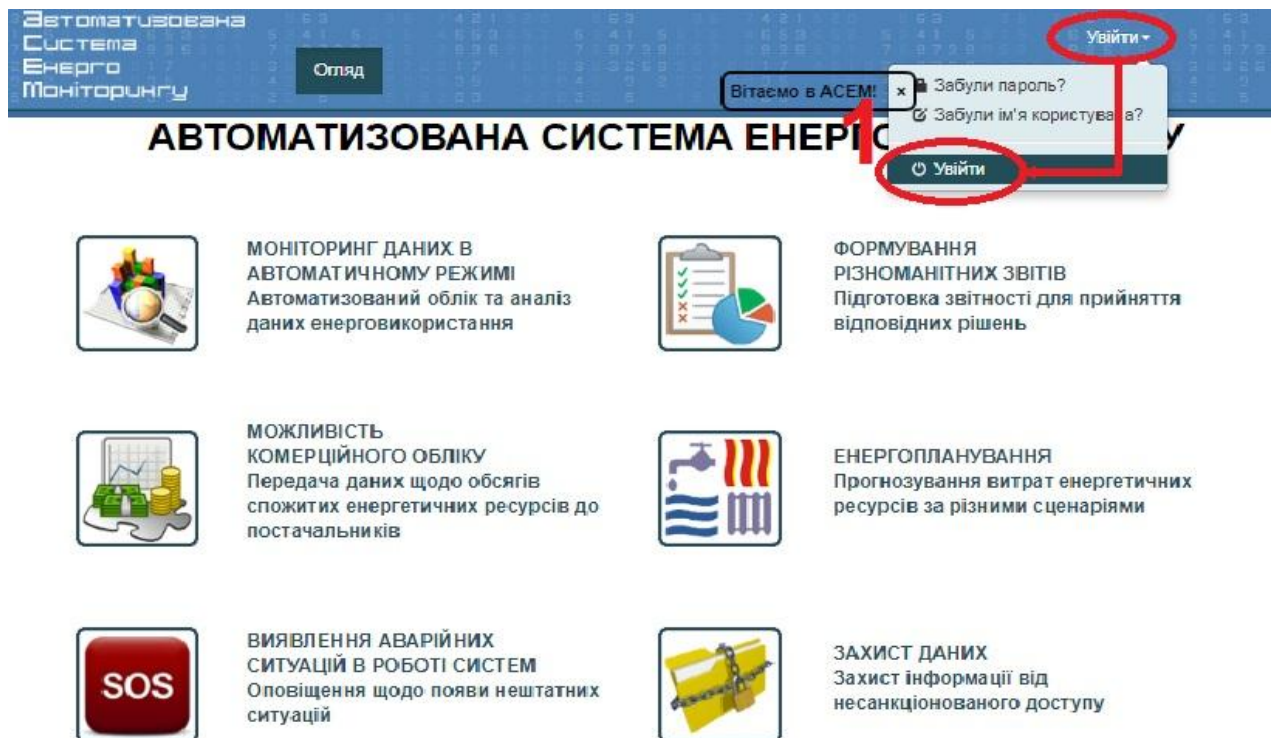 Автоматизована
Система
Енерго
Моніторингу
Огляд
Увійти
Вітаємо в АСЕМ! ×
Забули пароль?
Забули ім'я користувача?
Увійти
1
АВТОМАТИЗОВАНА СИСТЕМА
МОНІТОРИНГ ДАНИХ В
АВТОМАТИЧНОМУ РЕЖИМІ
Автоматизований облік та аналіз
даних енерговикористання
ФОРМУВАННЯ
РІЗНОМАНІТНИХ ЗВІТІВ
Підготовка звітності для прийняття
відповідних рішень
МОЖЛИВІСТЬ
КОМЕРЦІЙНОГО ОБЛІКУ
Передача даних щодо обсягів
спожитих енергетичних ресурсів до
постачальників
ЕНЕРГОПЛАНУВАННЯ
Прогнозування витрат енергетичних
ресурсів за різними сценаріями
SOS
ВИЯВЛЕННЯ АВАРІЙНИХ
СИТУАЦІЙ В РОБОТІ СИСТЕМ
Оповіщення щодо появи нештатних
ситуацій
ЗАХИСТ ДАНИХ
Захист інформації від
несанкціонованого доступу